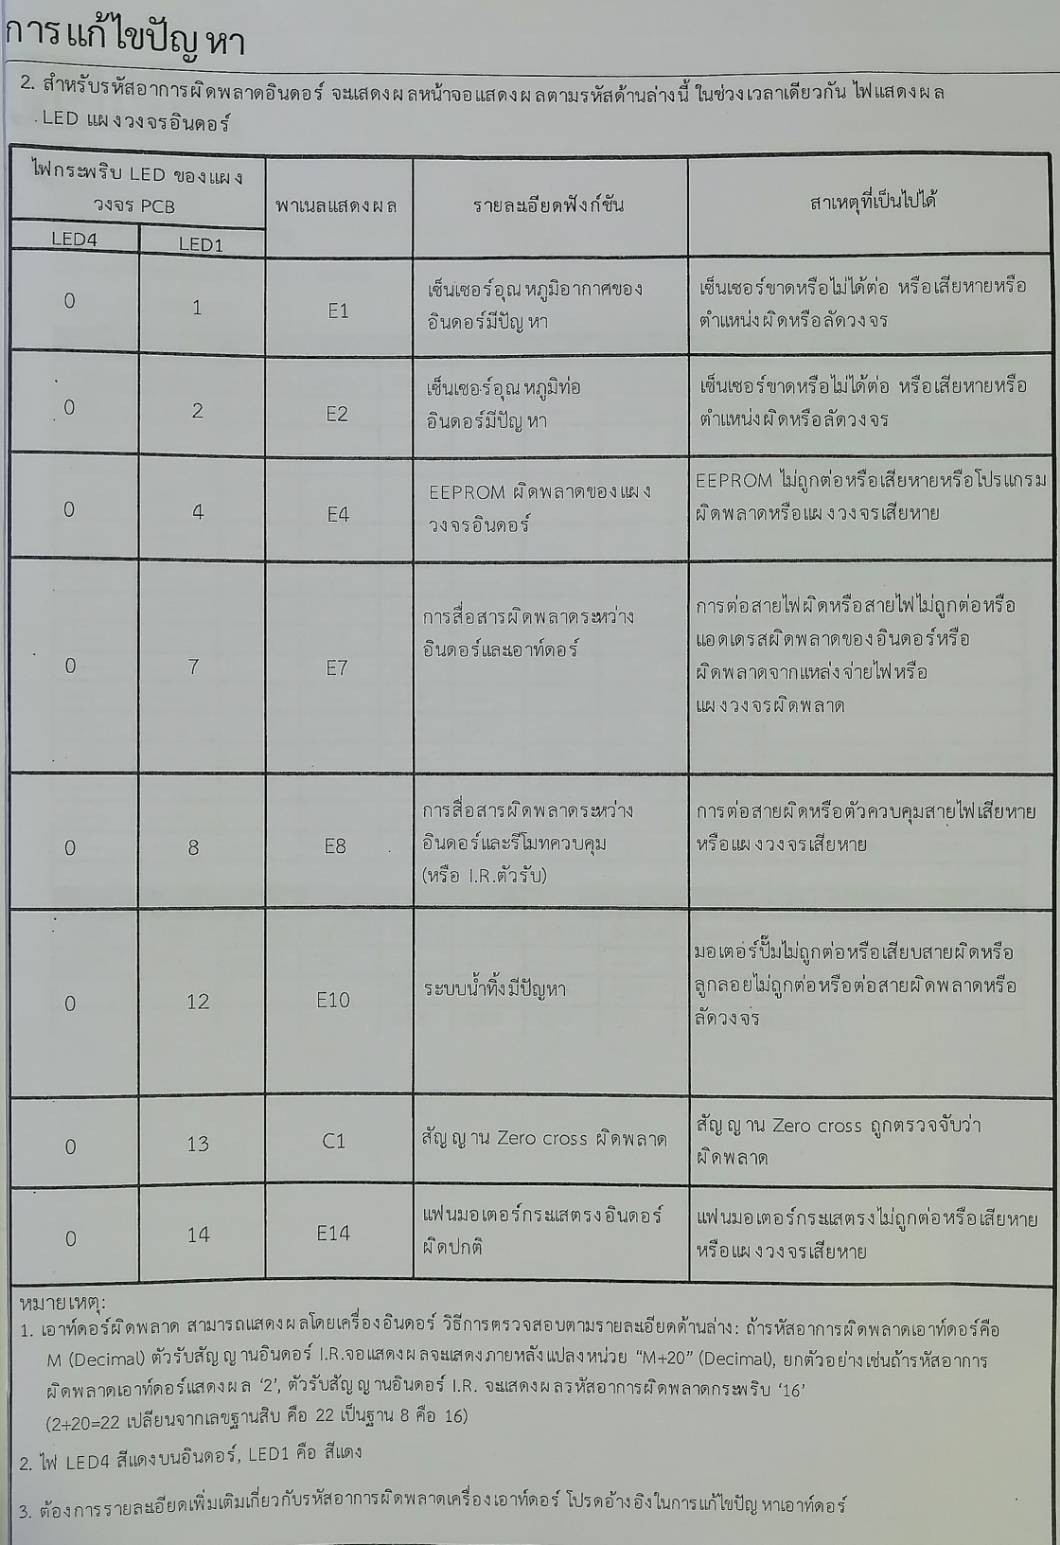 การแก้ไขปัญหา
2. สำหรับรหัสอาการผิดพลาดอินดอร์ จะแสดงผลหน้าจอแสดงผลตามรหัสด้านล่างนี้ ในช่วงเวลาเดียวกัน ไฟแสดงผล
LED แผงวงจรอินดอร์
ไฟกระพริบ LED ของแผง
วงจร PCB
พาเนลแสดงผล
รายละเอียดฟังก์ชัน
สาเหตุที่เป็นไปได้
LED4
LED1
0
1
E1
เซ็นเซอร์อุณหภูมิอากาศของ
อินดอร์มีปัญหา
เซ็นเซอร์ขาดหรือไม่ได้ต่อ หรือเสียหายหรือ
ตำแหน่งผิดหรือลัดวงจร
0
2
E2
เซ็นเซอร์อุณหภูมิท่อ
อินดอร์มีปัญหา
เซ็นเซอร์ขาดหรือไม่ได้ต่อ หรือเสียหายหรือ
ตำแหน่งผิดหรือลัดวงจร
0
4
E4
EEPROM ผิดพลาดของแผง
วงจรอินดอร์
EEPROM ไม่ถูกต่อหรือเสียหายหรือโปรแกรม
ผิดพลาดหรือแผงวงจรเสียหาย
0
7
E7
การสื่อสารผิดพลาดระหว่าง
อินดอร์และเอาท์ดอร์
การต่อสายไฟผิดหรือสายไฟไม่ถูกต่อหรือ
แอดเดรสผิดพลาดของอินดอร์หรือ
ผิดพลาดจากแหล่งจ่ายไฟหรือ
แผงวงจรผิดพลาด
0
8
E8
การสื่อสารผิดพลาดระหว่าง
อินดอร์และรีโมทควบคุม
(หรือ I.R.ตัวรับ)
การต่อสายผิดหรือตัวควบคุมสายไฟเสียหาย
หรือแผงวงจรเสียหาย
0
12
E10
ระบบน้ำทิ้งมีปัญหา
มอเตอร์ปั๊มไม่ถูกต่อหรือเสียบสายผิดหรือ
ลูกลอยไม่ถูกต่อหรือต่อสายผิดพลาดหรือ
ลัดวงจร
0
13
C1
สัญญาน Zero cross ผิดพลาด
สัญญาน Zero cross ถูกตรวจจับว่า
ผิดพลาด
0
14
E14
แฟนมอเตอร์กระแสตรงอินดอร์
ผิดปกติ
แฟนมอเตอร์กระแสตรงไม่ถูกต่อหรือเสียหาย
หรือแผงวงจรเสียหาย
หมายเหตุ:
1. เอาท์ดอร์ผิดพลาด สามารถแสดงผลโดยเครื่องอินดอร์ วิธีการตรวจสอบตามรายละเอียดด้านล่าง: ถ้ารหัสอาการผิดพลาดเอาท์ดอร์คือ
M (Decimal) ตัวรับสัญญานอินดอร์ I.R.จอแสดงผลจะแสดงภายหลังแปลงหน่วย “M+20” (Decimal), ยกตัวอย่างเช่นถ้ารหัสอาการ
ผิดพลาดเอาท์ดอร์แสดงผล ‘2’, ตัวรับสัญญานอินดอร์ I.R. จะแสดงผลรหัสอาการผิดพลาดกระพริบ ‘16’
(2+20=22 เปลี่ยนจากเลขฐานสิบ คือ 22 เป็นฐาน 8 คือ 16)
2. ไฟ LED4 สีแดงบนอินดอร์, LED1 คือ สีแดง
3. ต้องการรายละเอียดเพิ่มเติมเกี่ยวกับรหัสอาการผิดพลาดเครื่องเอาท์ดอร์ โปรดอ้างอิงในการแก้ไขปัญหาเอาท์ดอร์